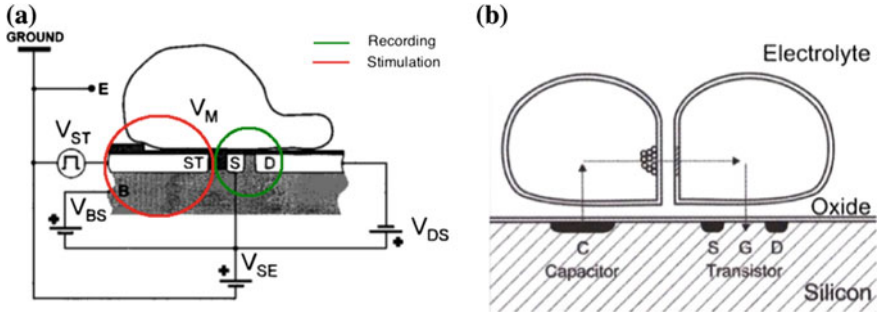 (a)
GROUND
Recording
Stimulation
E
V_M
V_ST
ST S D
B
V_BS
V_DS
V_SE
(b)
Electrolyte
Oxide
C S G D
Capacitor Transistor
Silicon